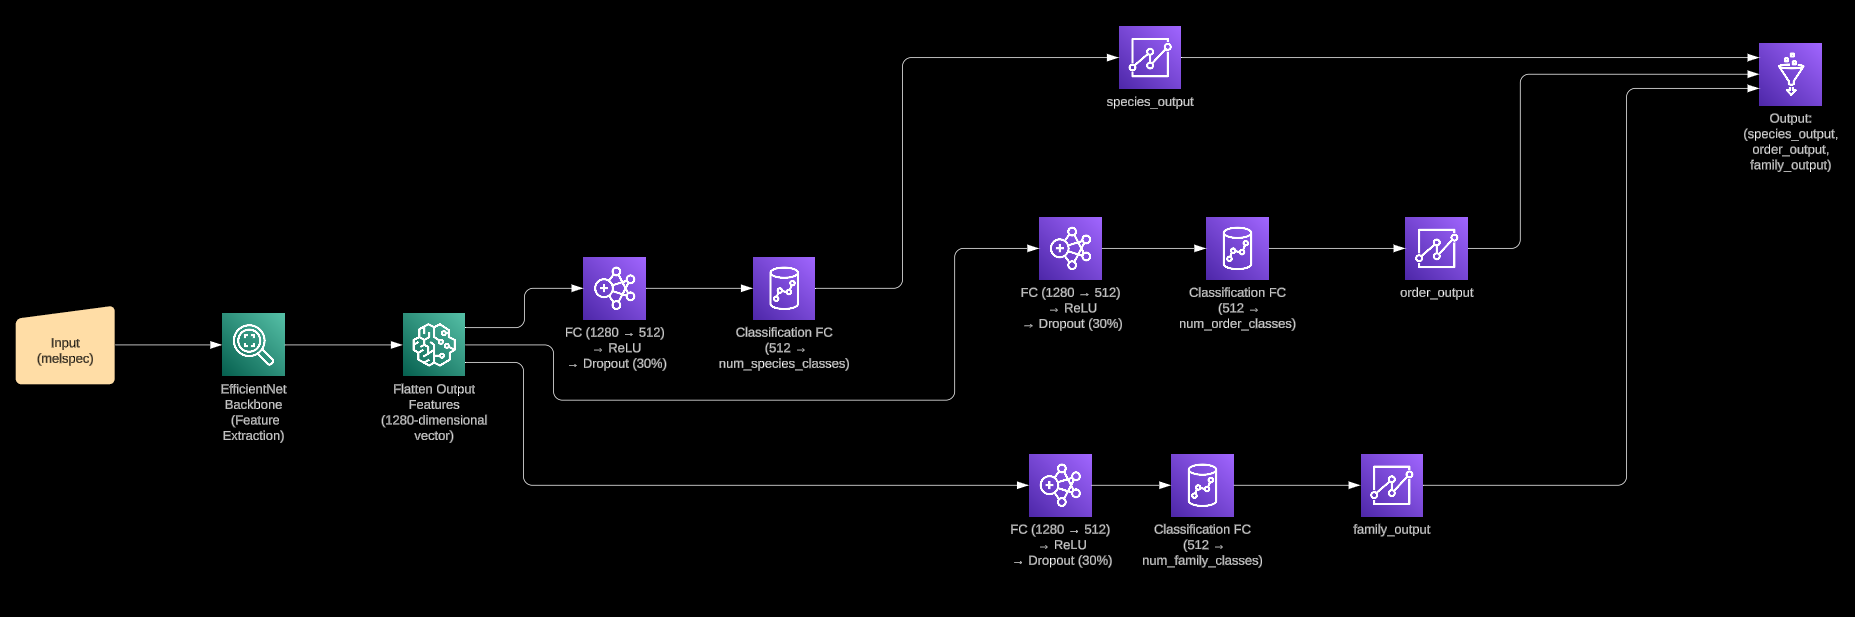 Input
(melspec)
EfficientNet
Backbone
(Feature
Extraction)
Flatten Output
Features
(1280-dimensional
vector)
FC (1280 → 512)
→ ReLU
→ Dropout (30%)
Classification FC
(512 →
num_species_classes)
species_output
FC (1280 → 512)
→ ReLU
→ Dropout (30%)
Classification FC
(512 →
num_order_classes)
order_output
FC (1280 → 512)
→ ReLU
→ Dropout (30%)
Classification FC
(512 →
num_family_classes)
family_output
Output:
(species_output,
order_output,
family_output)